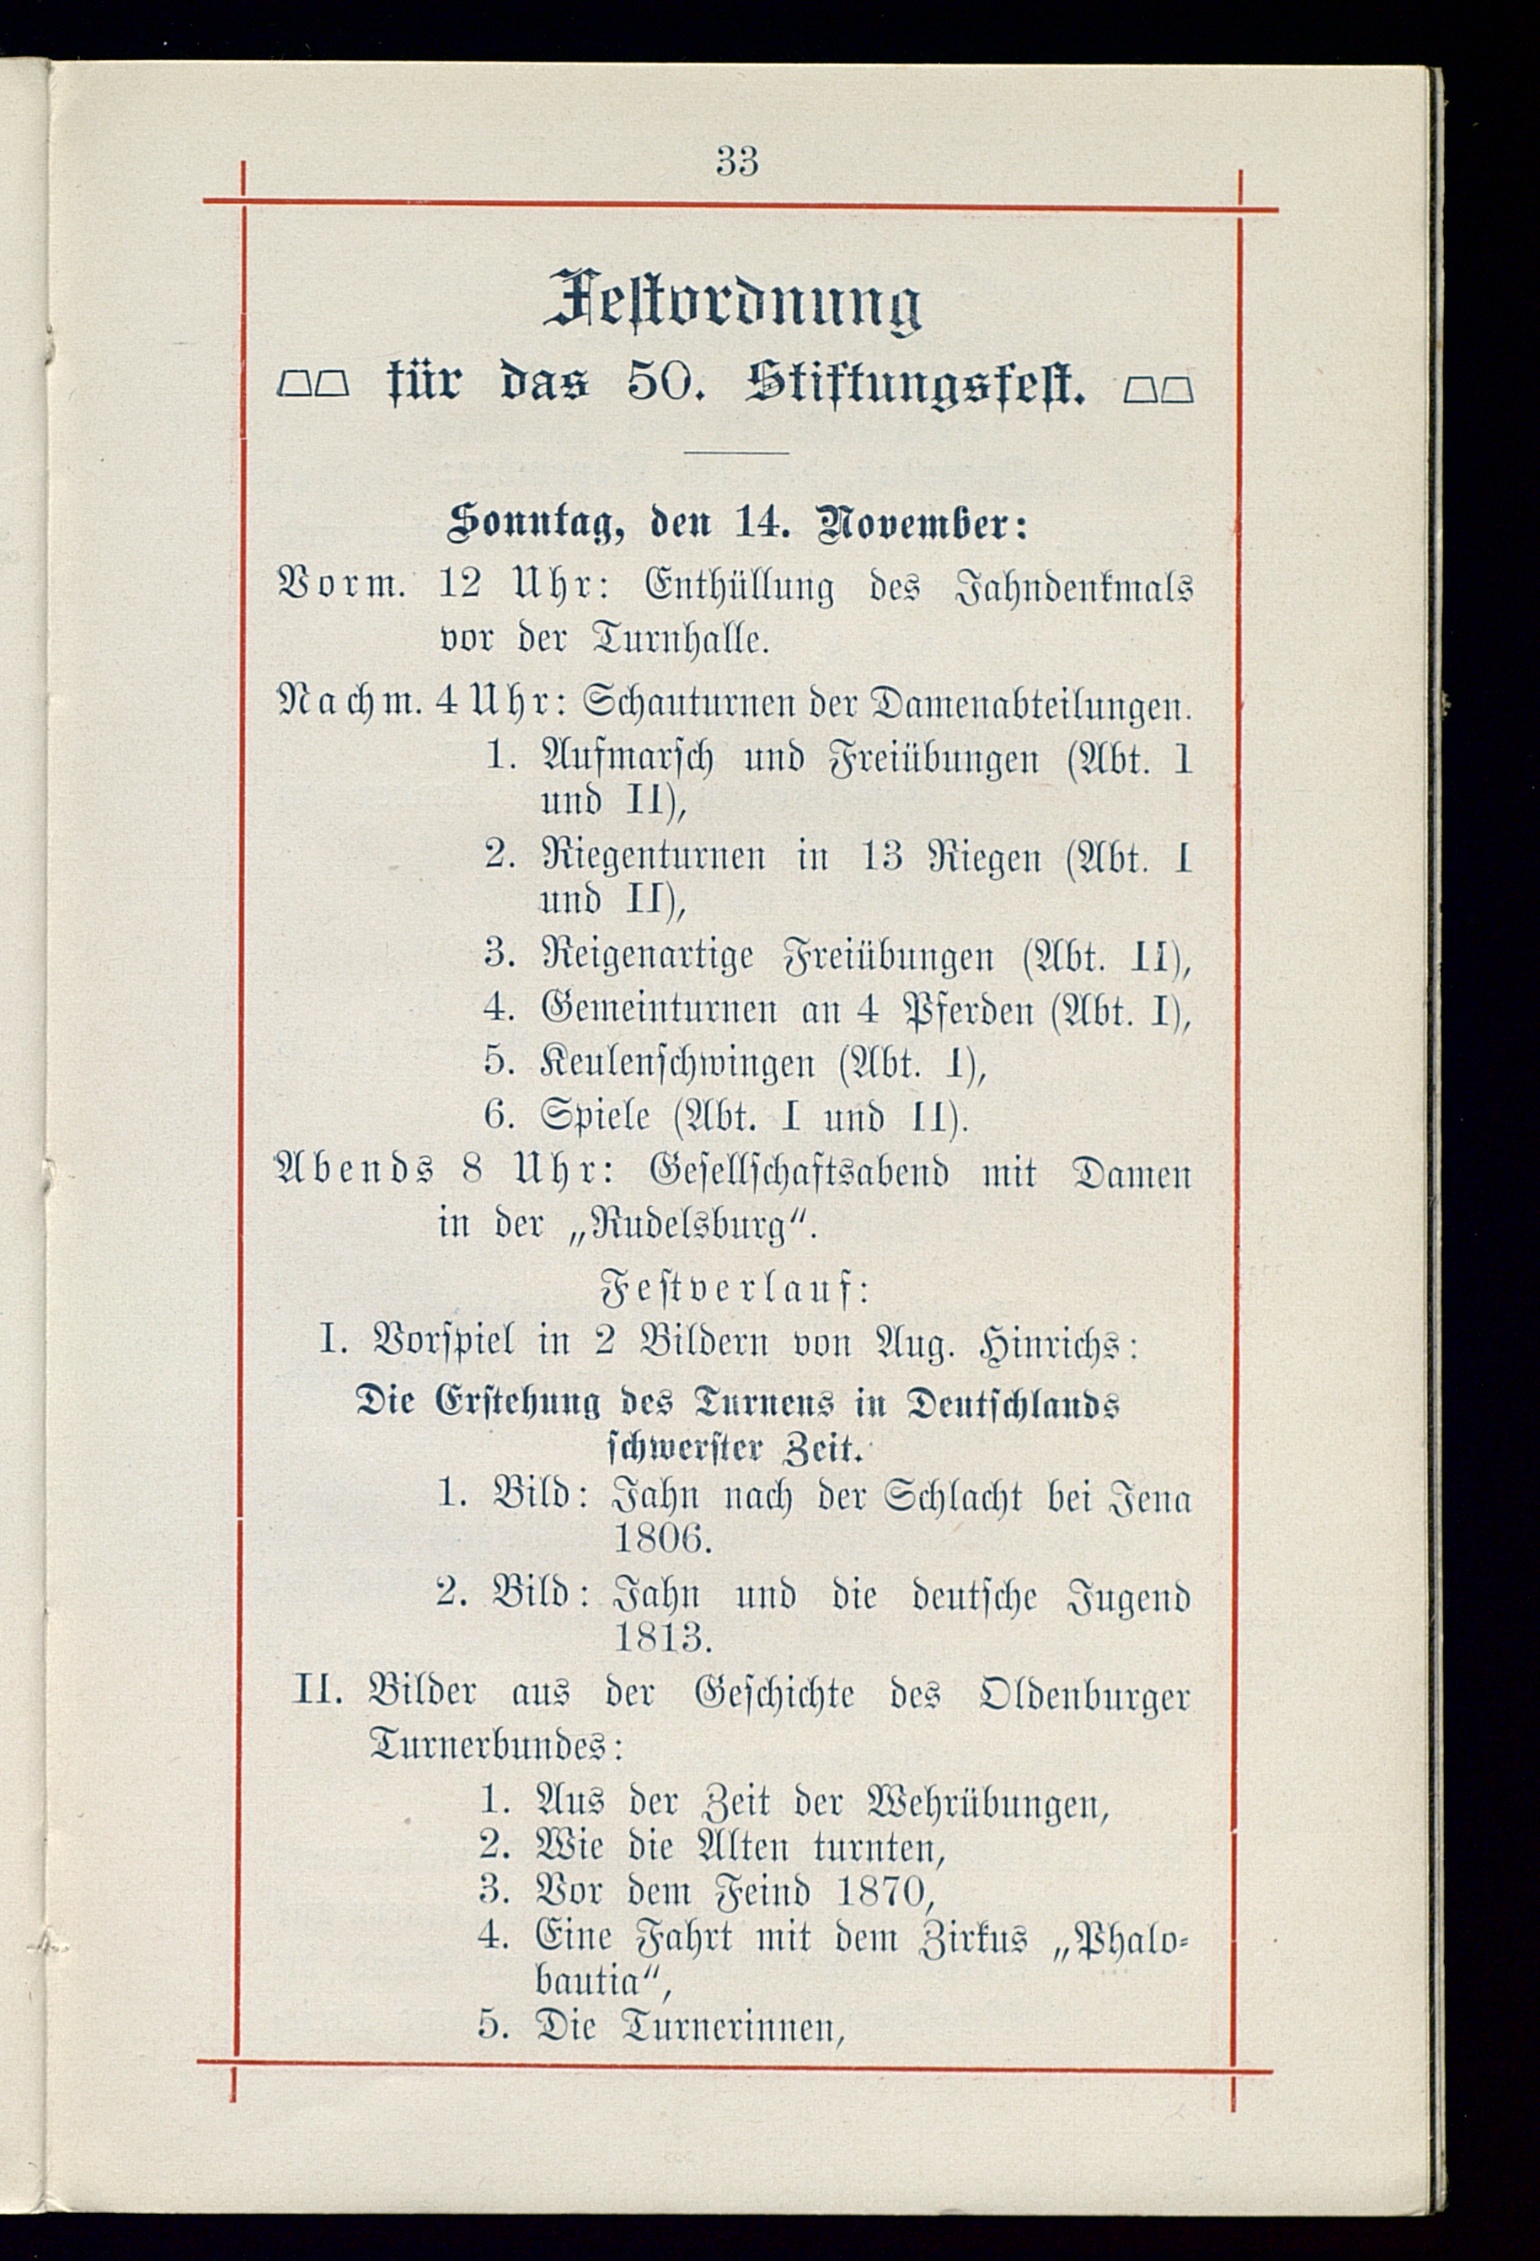 33
Festordnung
für das 50. Stiftungsfest.
Sonntag, den 14. November:
Vorm. 12 Uhr: Enthüllung des Jahndenkmals
vor der Turnhalle.
Nachm. 4 Uhr: Schauturnen der Damenabteilungen.
1. Aufmarsch und Freiübungen (Abt. I
und II),
2. Riegenturnen in 13 Riegen (Abt. I
und II),
3. Reigenartige Freiübungen (Abt. II),
4. Gemeinturnen an 4 Pferden (Abt. I),
5. Keulenschwingen (Abt. I),
6. Spiele (Abt. I und II).
Abends 8 Uhr: Gesellschaftsabend mit Damen
in der „Rudelsburg“.
Festverlauf:
I. Vorspiel in 2 Bildern von Aug. Hinrichs:
Die Erstehung des Turnens in Deutschlands
schwerster Zeit.
1. Bild: Jahn nach der Schlacht bei Jena
1806.
2. Bild: Jahn und die deutsche Jugend
1813.
II. Bilder aus der Geschichte des Oldenburger
Turnerbundes:
1. Aus der Zeit der Wehrübungen,
2. Wie die Alten turnten,
3. Vor dem Feind 1870,
4. Eine Fahrt mit dem Zirkus „Phalo-
bautia“,
5. Die Turnerinnen,